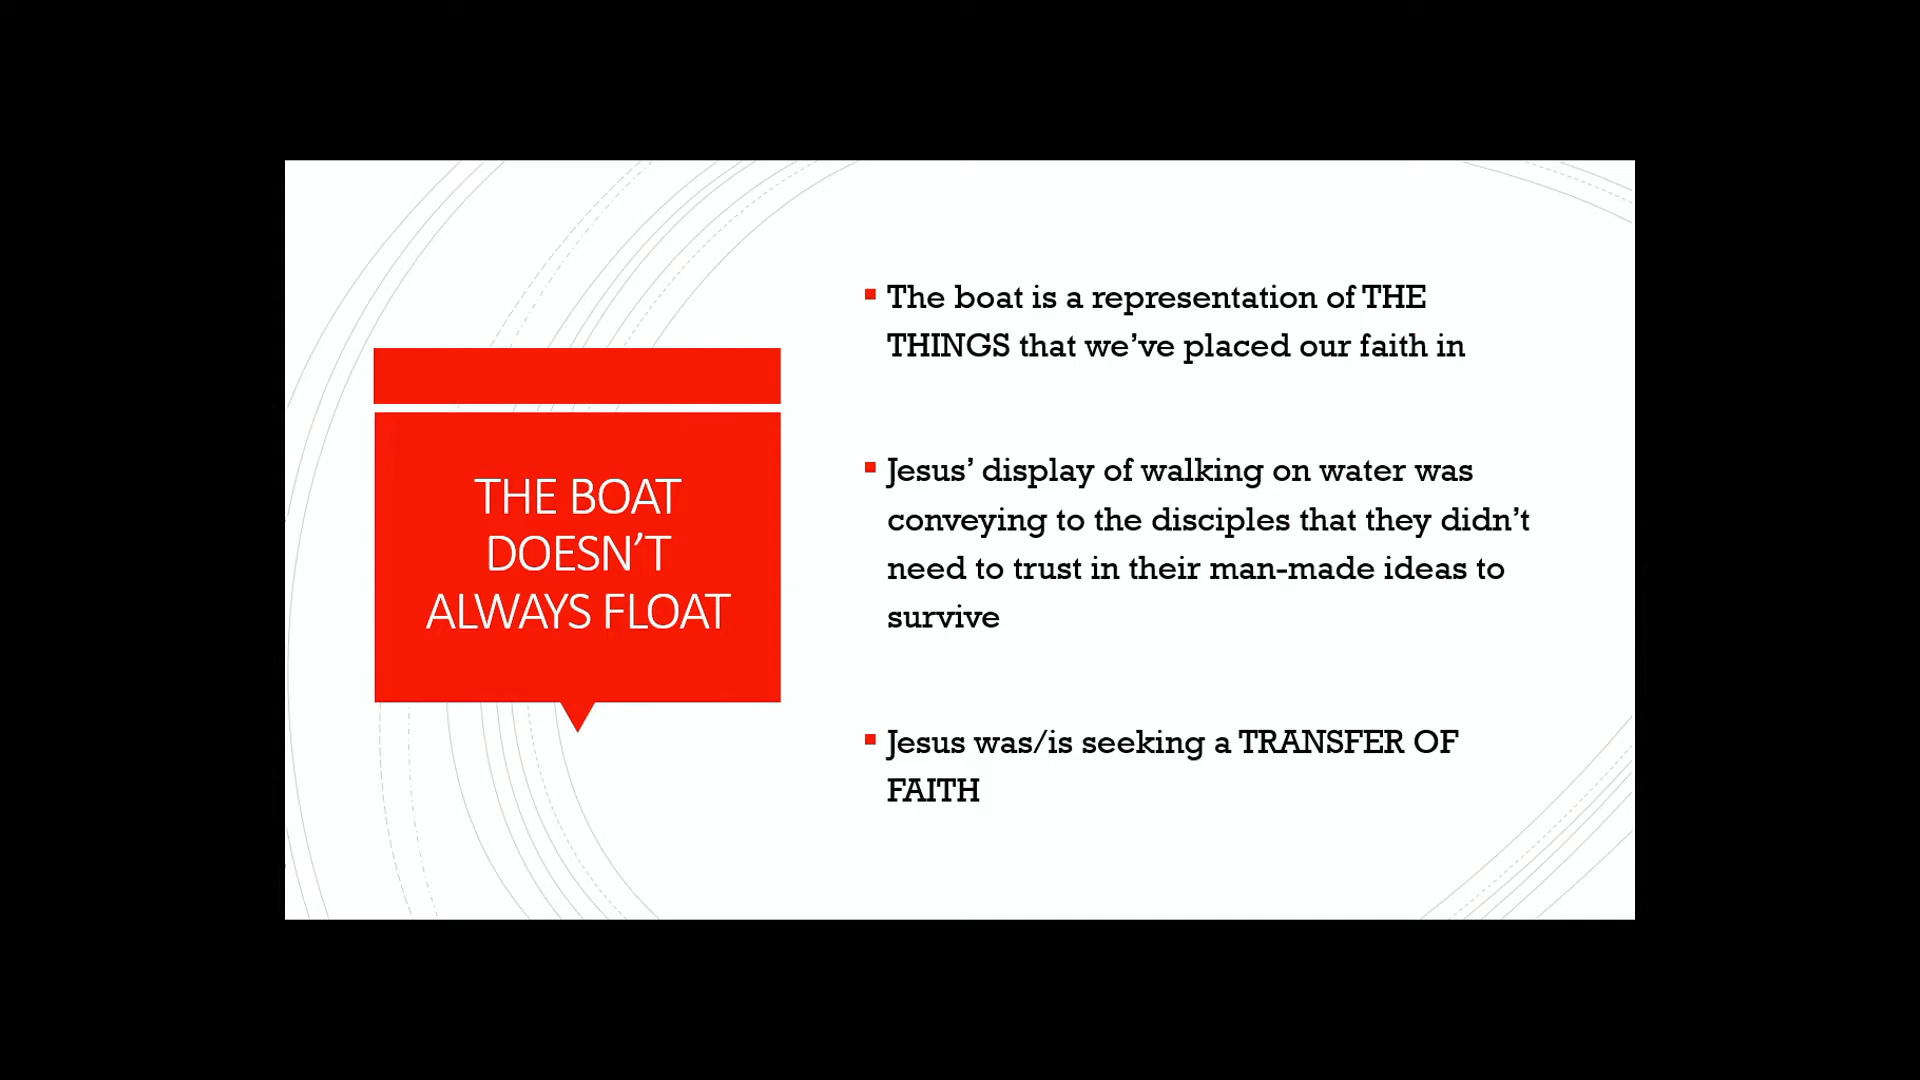 THE BOAT
DOESN’T
ALWAYS FLOAT
The boat is a representation of THE
THINGS that we’ve placed our faith in
Jesus’ display of walking on water was
conveying to the disciples that they didn’t
need to trust in their man-made ideas to
survive
Jesus was/is seeking a TRANSFER OF
FAITH